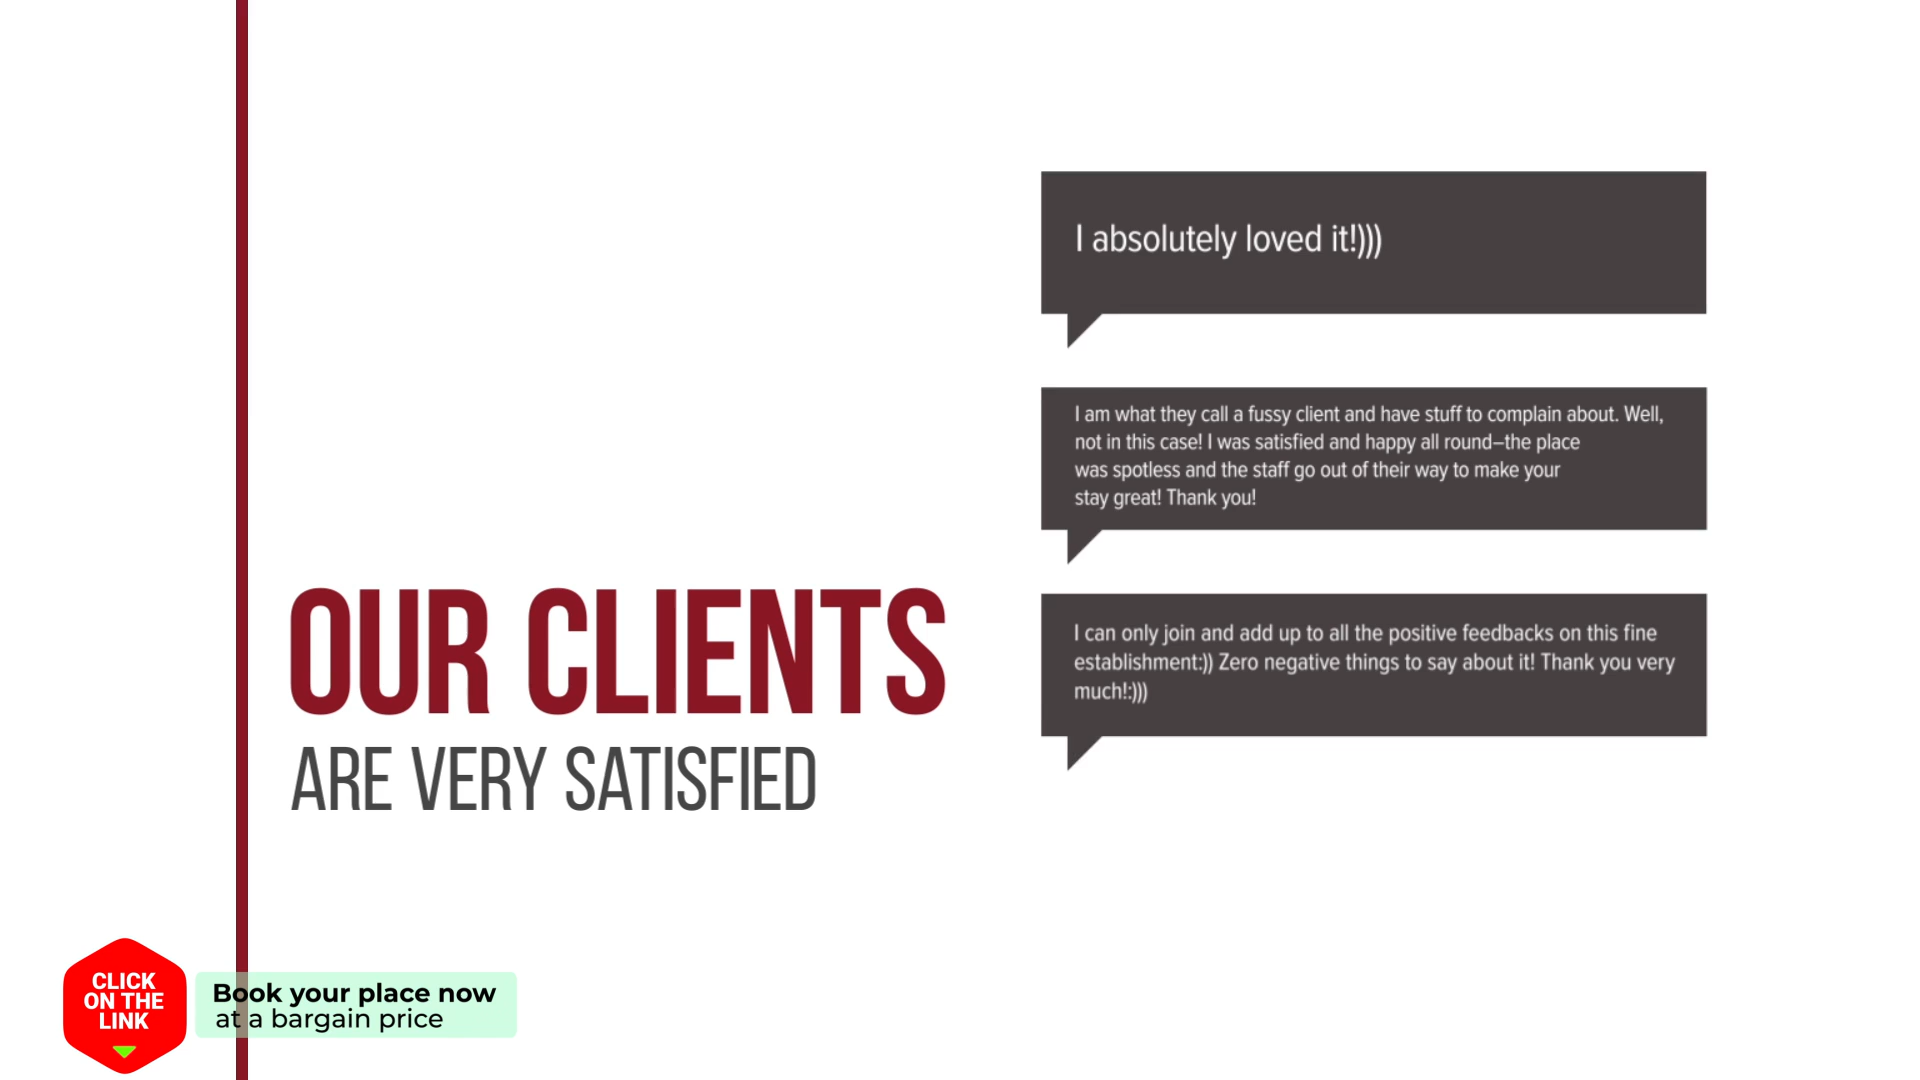 I absolutely loved it!)))
I am what they call a fussy client and have stuff to complain about. Well,
not in this case! I was satisfied and happy all round–the place
was spotless and the staff go out of their way to make your
stay great! Thank you!
I can only join and add up to all the positive feedbacks on this fine
establishment:)) Zero negative things to say about it! Thank you very
much!:)))
OUR CLIENTS
ARE VERY SATISFIED
CLICK
ON THE
LINK
Book your place now
at a bargain price